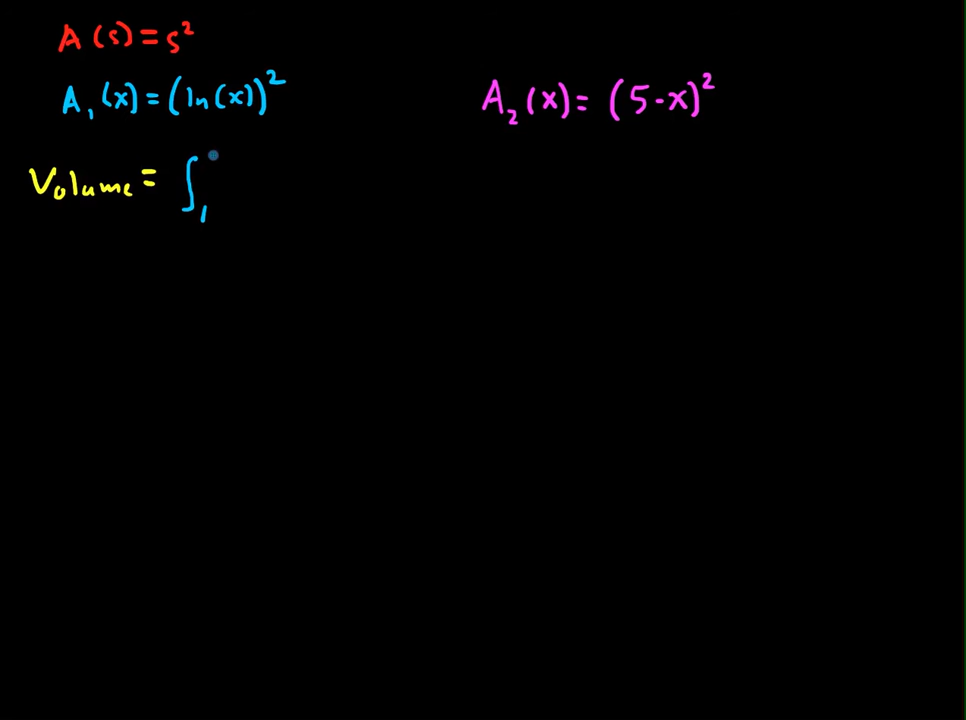 A(s) = s²
A₁(x) = (ln(x))²
A₂(x) = (5-x)²
Volume = ∫₁